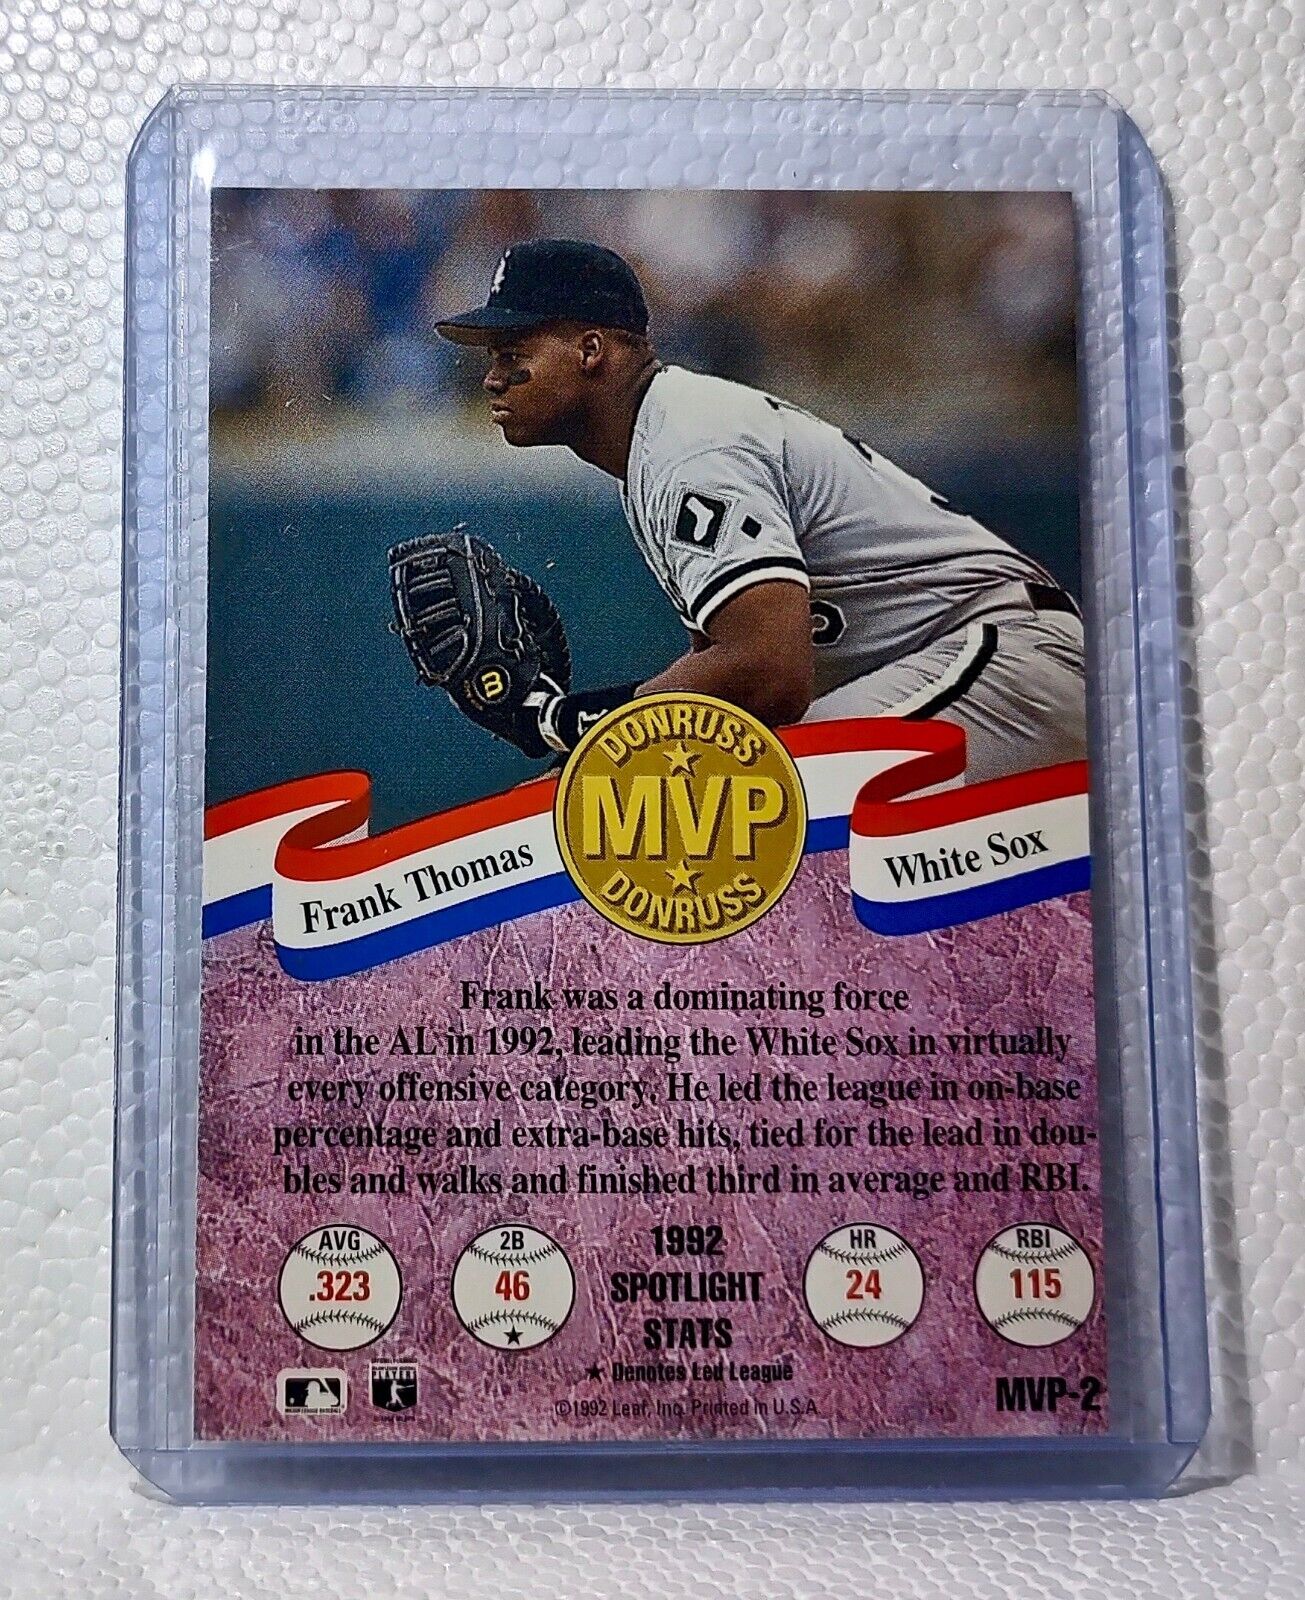 DONRUSS
MVP
DONRUSS
Frank Thomas
White Sox
Frank was a dominating force
in the AL in 1992, leading the White Sox in virtually
every offensive category. He led the league in on-base
percentage and extra-base hits, tied for the lead in dou-
bles and walks and finished third in average and RBI.
AVG
.323
2B
46
★
1992
SPOTLIGHT
STATS
HR
24
RBI
115
★ Denotes Led League
©1992 Leaf, Inc. Printed in U.S.A.
MVP-2
PLAYERS